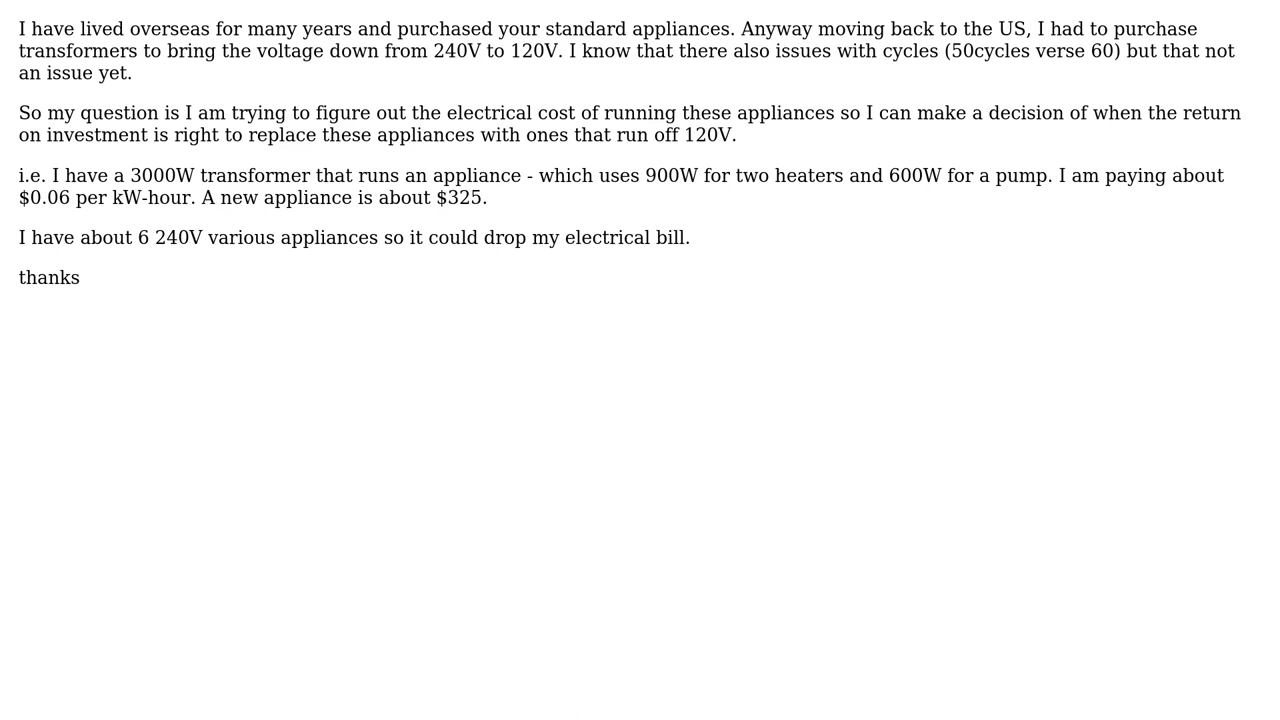 I have lived overseas for many years and purchased your standard appliances. Anyway moving back to the US, I had to purchase
transformers to bring the voltage down from 240V to 120V. I know that there also issues with cycles (50cycles verse 60) but that not
an issue yet.
So my question is I am trying to figure out the electrical cost of running these appliances so I can make a decision of when the return
on investment is right to replace these appliances with ones that run off 120V.
i.e. I have a 3000W transformer that runs an appliance - which uses 900W for two heaters and 600W for a pump. I am paying about
$0.06 per kW-hour. A new appliance is about $325.
I have about 6 240V various appliances so it could drop my electrical bill.
thanks